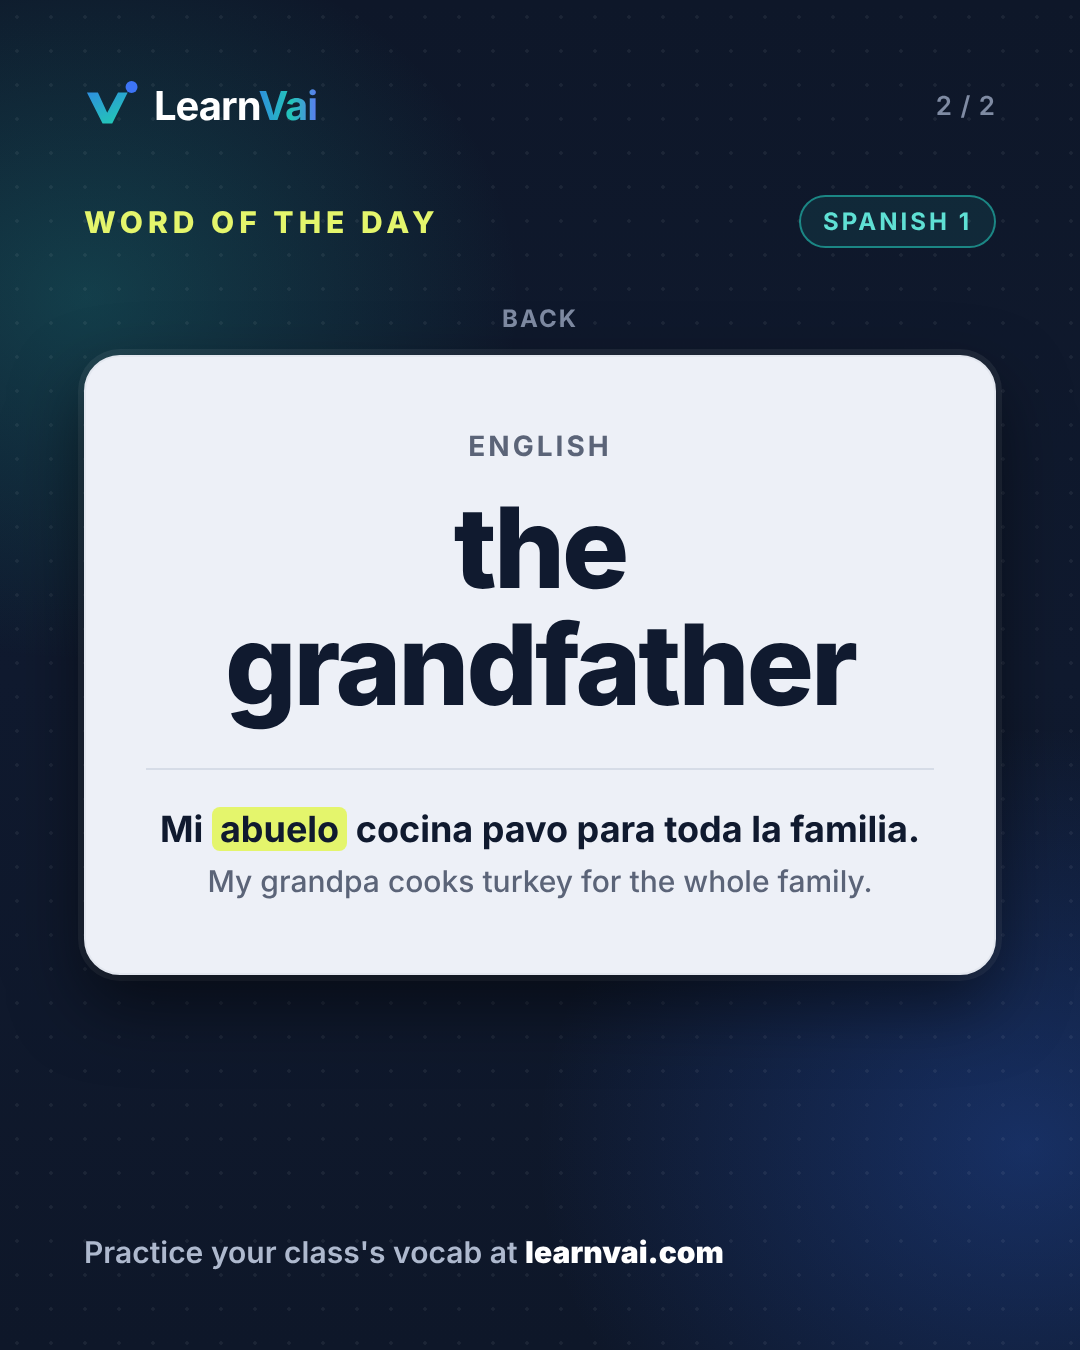 LearnVai
2 / 2
WORD OF THE DAY
SPANISH 1
BACK
ENGLISH
the
grandfather
Mi abuelo cocina pavo para toda la familia.
My grandpa cooks turkey for the whole family.
Practice your class's vocab at learnvai.com